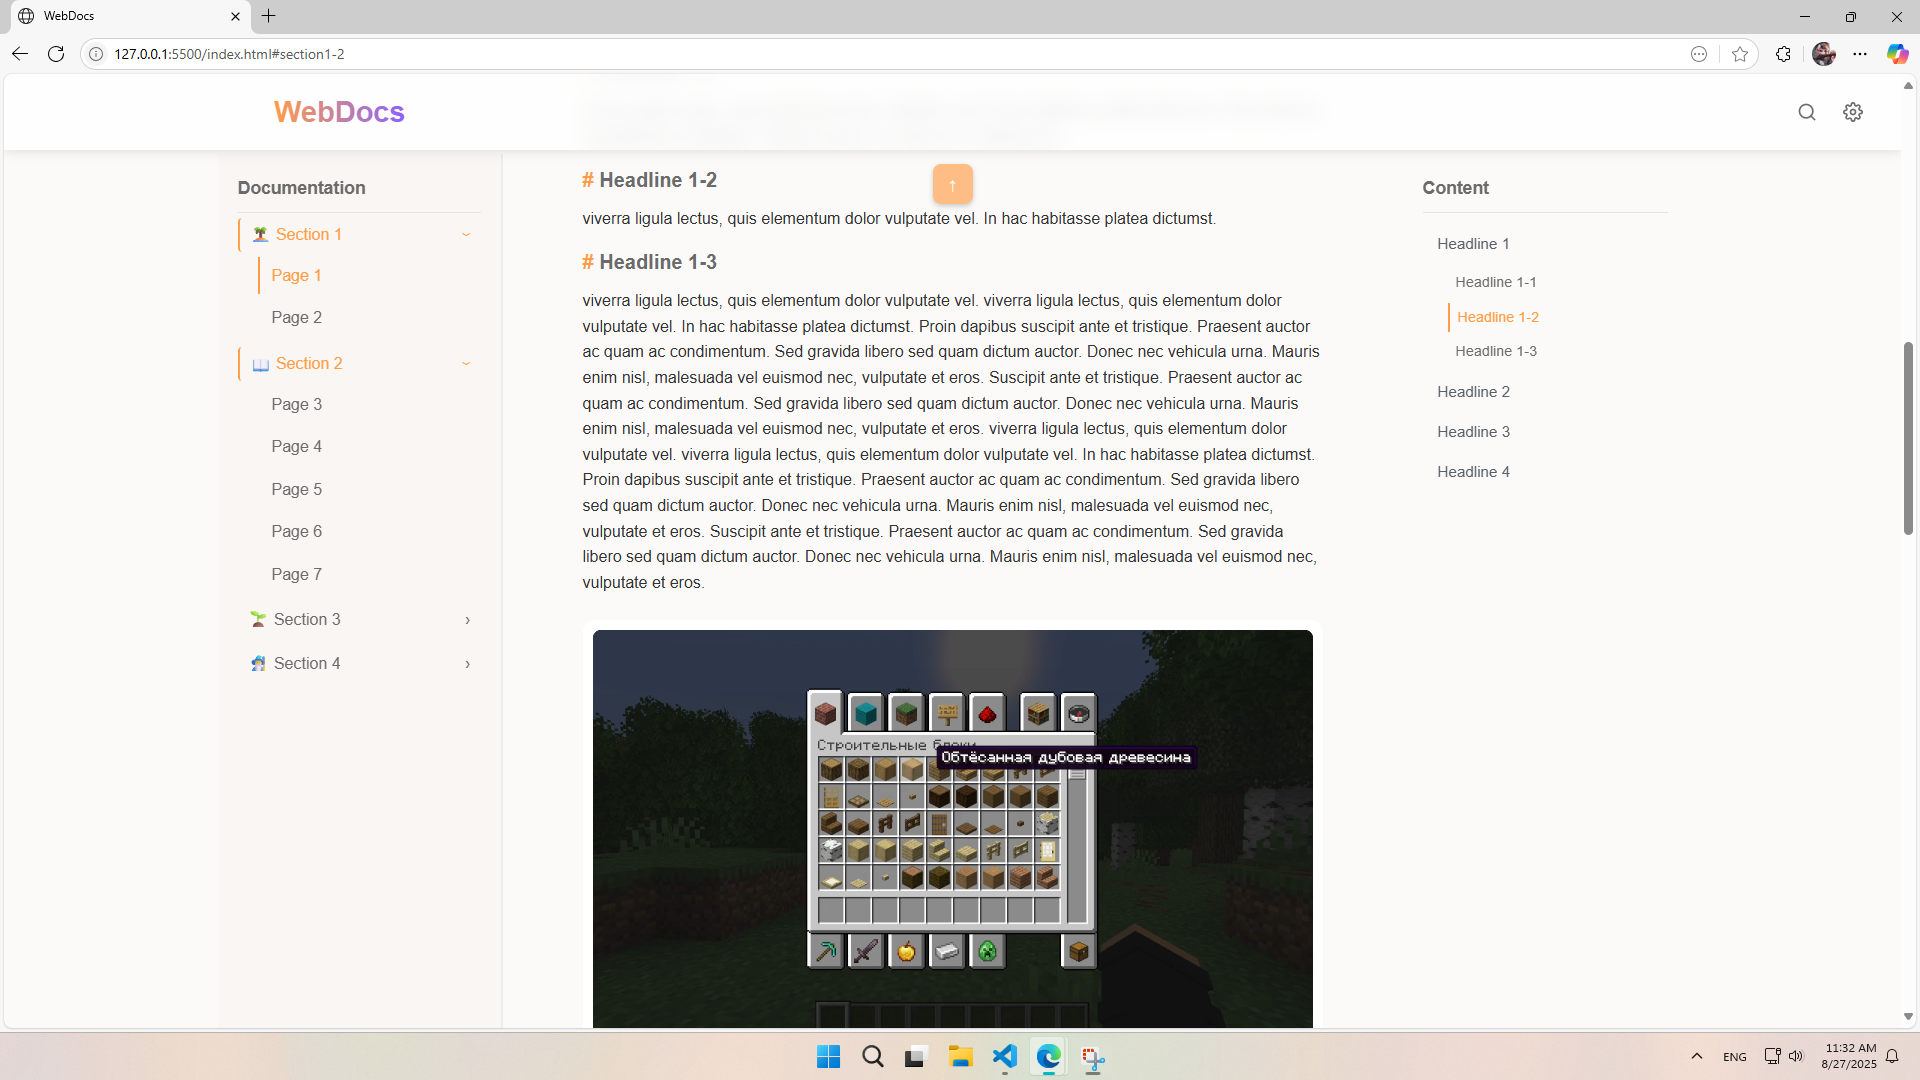 WebDocs
127.0.0.1:5500/index.html#section1-2
WebDocs
Documentation
Section 1
Page 1
Page 2
Section 2
Page 3
Page 4
Page 5
Page 6
Page 7
Section 3
Section 4
# Headline 1-2
↑
viverra ligula lectus, quis elementum dolor vulputate vel. In hac habitasse platea dictumst.
# Headline 1-3
viverra ligula lectus, quis elementum dolor vulputate vel. viverra ligula lectus, quis elementum dolor
vulputate vel. In hac habitasse platea dictumst. Proin dapibus suscipit ante et tristique. Praesent auctor
ac quam ac condimentum. Sed gravida libero sed quam dictum auctor. Donec nec vehicula urna. Mauris
enim nisl, malesuada vel euismod nec, vulputate et eros. Suscipit ante et tristique. Praesent auctor ac
quam ac condimentum. Sed gravida libero sed quam dictum auctor. Donec nec vehicula urna. Mauris
enim nisl, malesuada vel euismod nec, vulputate et eros. viverra ligula lectus, quis elementum dolor
vulputate vel. viverra ligula lectus, quis elementum dolor vulputate vel. In hac habitasse platea dictumst.
Proin dapibus suscipit ante et tristique. Praesent auctor ac quam ac condimentum. Sed gravida libero
sed quam dictum auctor. Donec nec vehicula urna. Mauris enim nisl, malesuada vel euismod nec,
vulputate et eros. Suscipit ante et tristique. Praesent auctor ac quam ac condimentum. Sed gravida
libero sed quam dictum auctor. Donec nec vehicula urna. Mauris enim nisl, malesuada vel euismod nec,
vulputate et eros.
Строительные блоки
Обтёсанная дубовая древесина
Content
Headline 1
Headline 1-1
Headline 1-2
Headline 1-3
Headline 2
Headline 3
Headline 4
ENG
11:32 AM
8/27/2025